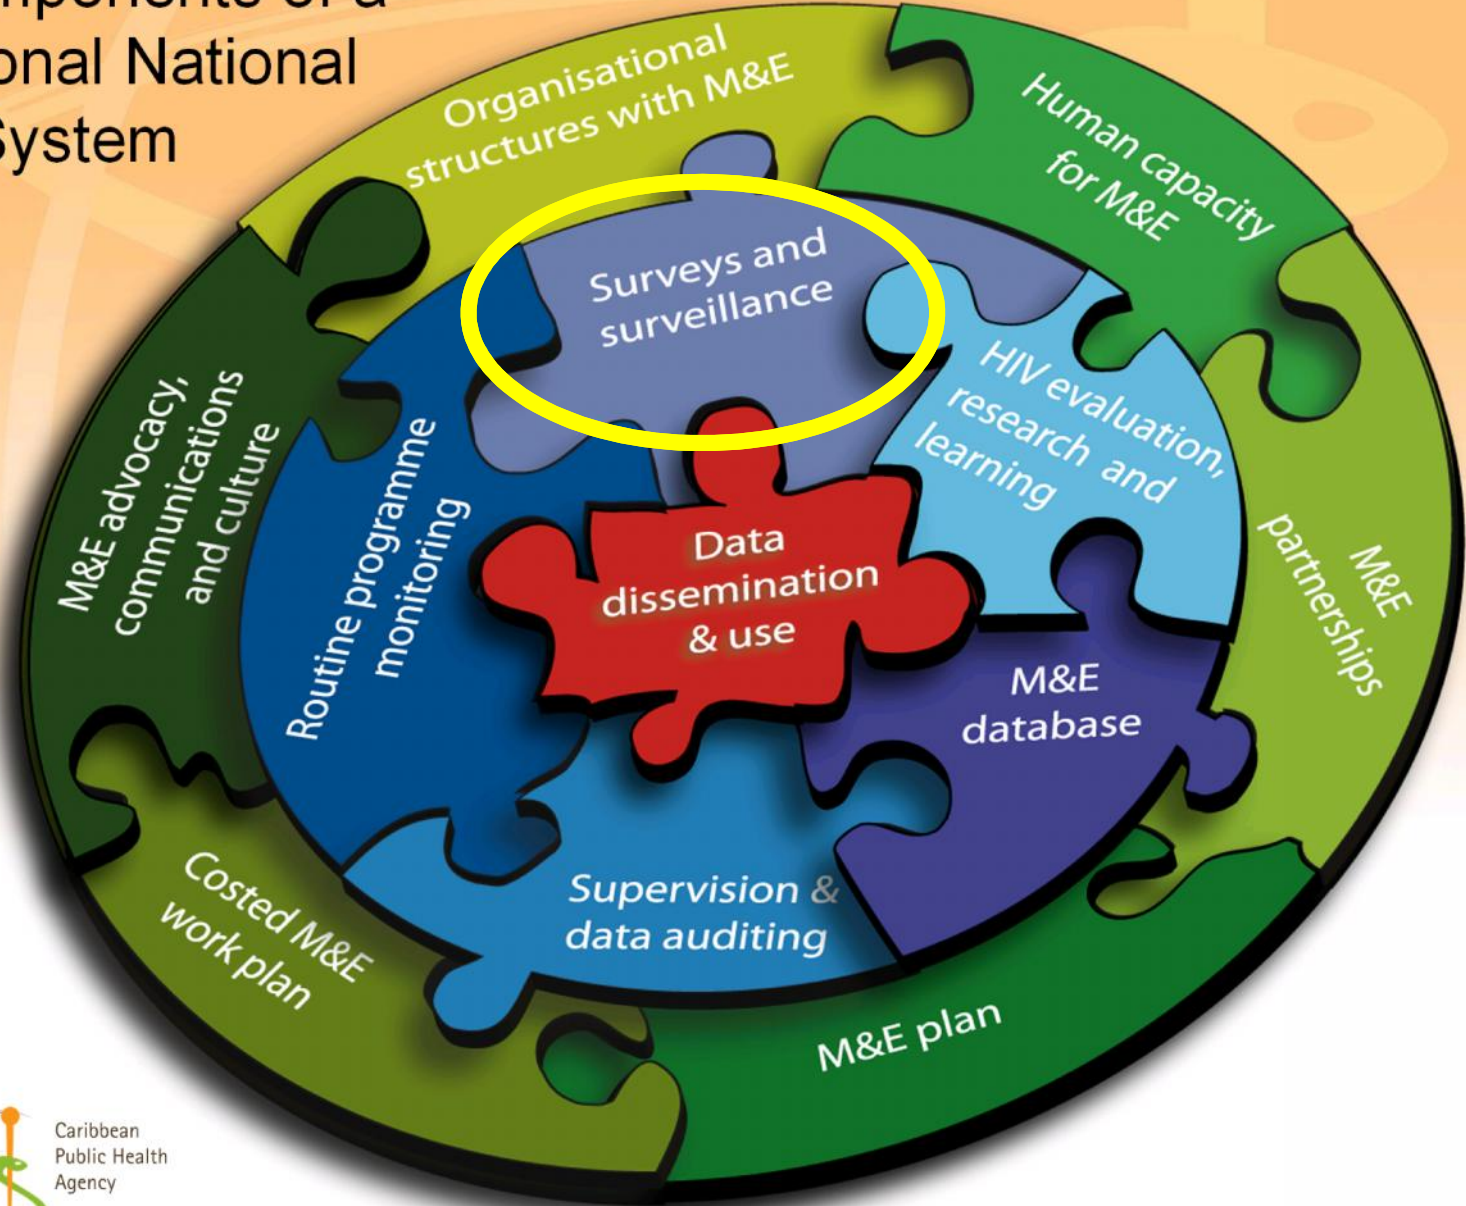 onal National
System
Organisational
structures with M&E
Human capacity
for M&E
Surveys and
surveillance
HIV evaluation,
research and
learning
M&E advocacy,
communications
and culture
Routine programme
monitoring
Data
dissemination
& use
M&E
partnerships
M&E
database
Supervision &
data auditing
Costed M&E
work plan
M&E plan
Caribbean
Public Health
Agency